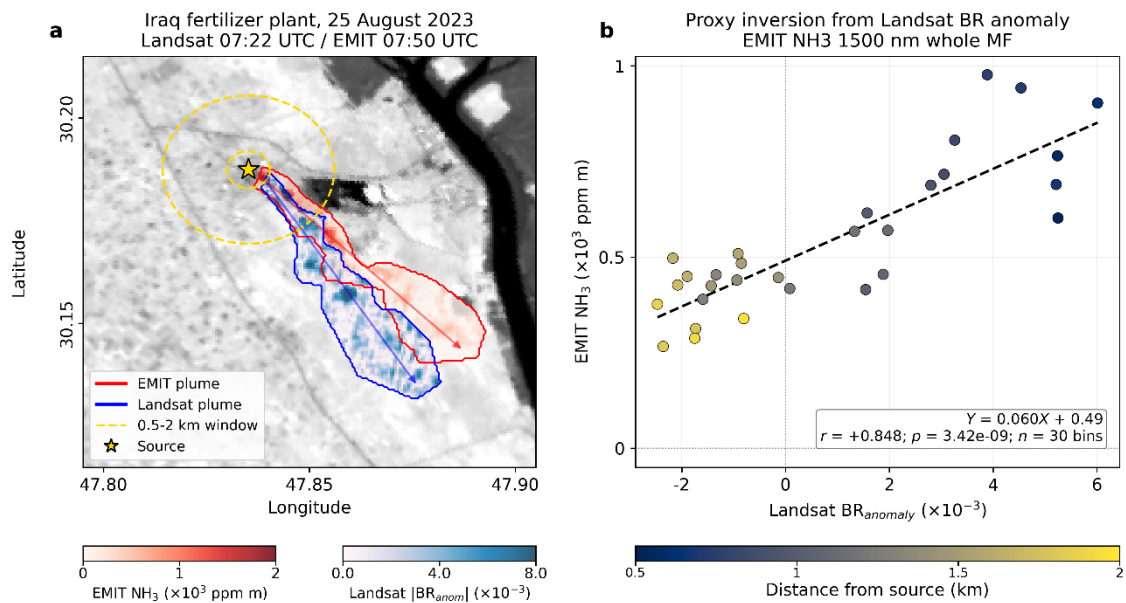 a
Iraq fertilizer plant, 25 August 2023
Landsat 07:22 UTC / EMIT 07:50 UTC
Latitude
30.20
30.15
EMIT plume
Landsat plume
0.5-2 km window
Source
47.80
47.85
47.90
Longitude
0
1
2
EMIT NH₃ (×10³ ppm m)
0.0
4.0
8.0
Landsat |BRₐₙₒₘ| (×10⁻³)
b
Proxy inversion from Landsat BR anomaly
EMIT NH3 1500 nm whole MF
EMIT NH₃ (×10³ ppm m)
1
0.5
0
Y = 0.060X + 0.49
r = +0.848; p = 3.42e-09; n = 30 bins
-2
0
2
4
6
Landsat BRanomaly (×10⁻³)
0.5
1
1.5
2
Distance from source (km)